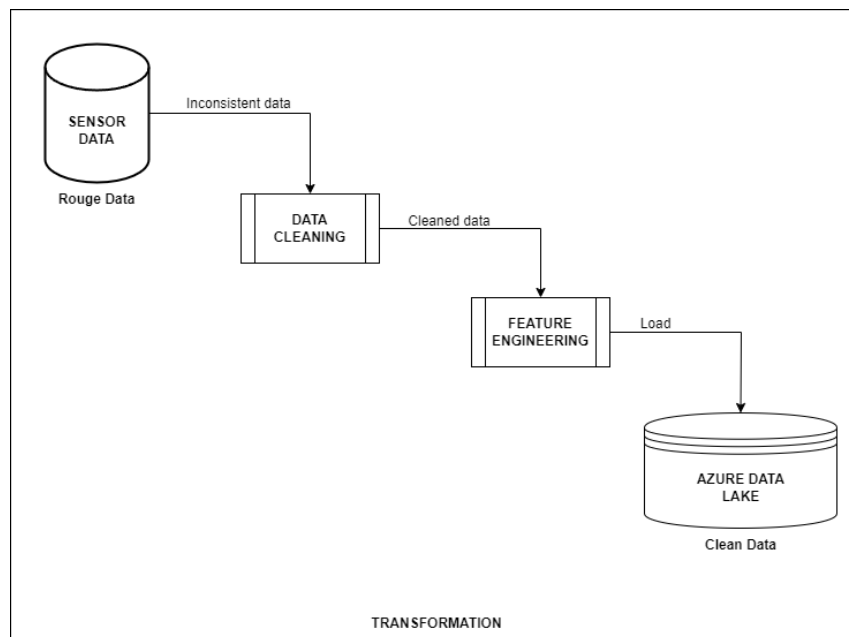 Inconsistent data
SENSOR
DATA
Rouge Data
DATA
CLEANING
Cleaned data
FEATURE
ENGINEERING
Load
AZURE DATA
LAKE
Clean Data
TRANSFORMATION